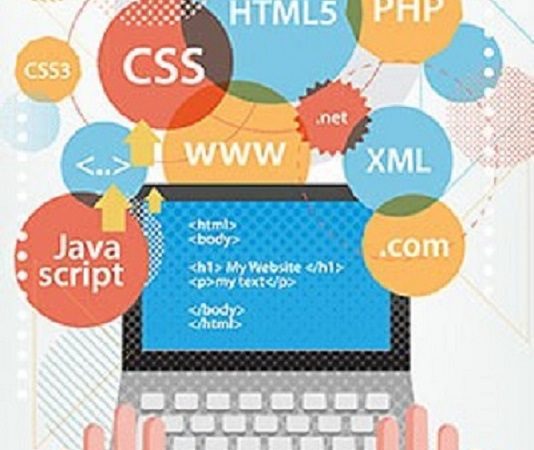 HTML5
PHP
CSS
CSS3
.net
www
<..>
XML
Java
script
.com
<html>
<body>
<h1> My Website </h1>
<p>my text</p>
</body>
</html>